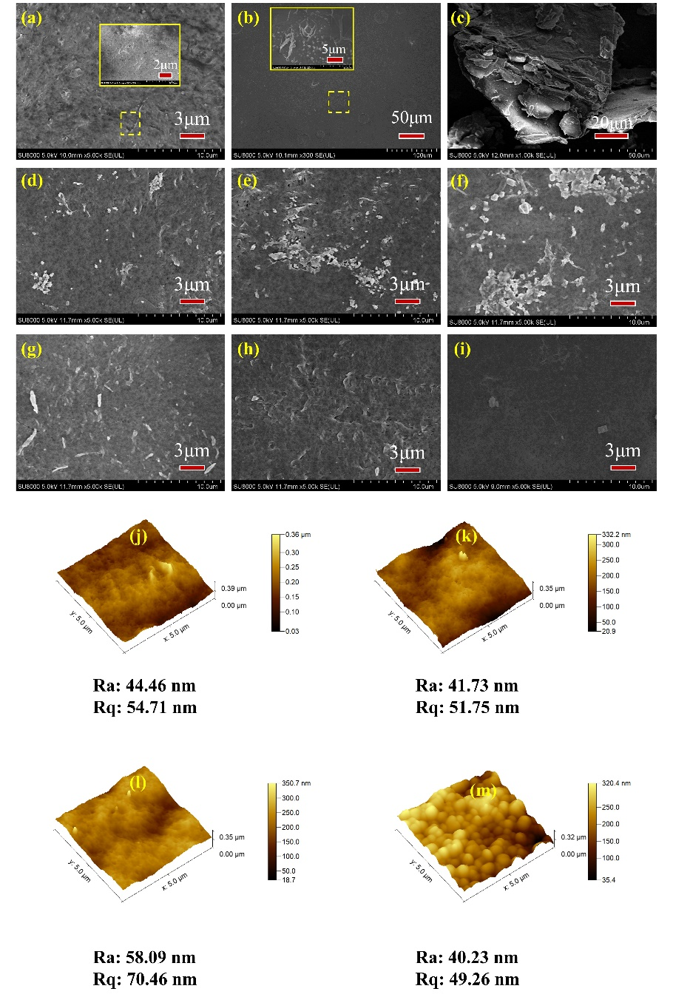 (a)
2μm
3μm
SU8000 5.0kV 10.0mm x5.00k SE(UL) 10.0um
(b)
5μm
50μm
SU8000 5.0kV 10.1mm x300 SE(UL) 100um
(c)
20μm
SU8000 5.0kV 12.0mm x1.00k SE(UL) 50.0um
(d)
3μm
SU8000 5.0kV 11.7mm x5.00k SE(UL) 10.0um
(e)
3μm
SU8000 5.0kV 11.7mm x5.00k SE(UL) 10.0um
(f)
3μm
SU8000 5.0kV 11.7mm x5.00k SE(UL) 10.0um
(g)
3μm
SU8000 5.0kV 11.7mm x5.00k SE(UL) 10.0um
(h)
3μm
SU8000 5.0kV 11.7mm x5.00k SE(UL) 10.0um
(i)
3μm
SU8000 5.0kV 9.0mm x5.00k SE(UL) 10.0um
(j)
0.36 μm
0.30
0.25
0.20
0.15
0.10
0.03
0.39 μm
0.00 μm
y: 5.0 μm
x: 5.0 μm
Ra: 44.46 nm
Rq: 54.71 nm
(k)
332.2 nm
300.0
250.0
200.0
150.0
100.0
50.0
20.9
0.35 μm
0.00 μm
y: 5.0 μm
x: 5.0 μm
Ra: 41.73 nm
Rq: 51.75 nm
(l)
350.7 nm
300.0
250.0
200.0
150.0
100.0
50.0
18.7
0.35 μm
0.00 μm
y: 5.0 μm
x: 5.0 μm
Ra: 58.09 nm
Rq: 70.46 nm
(m)
320.4 nm
250.0
200.0
150.0
100.0
35.4
0.32 μm
0.00 μm
y: 5.0 μm
x: 5.0 μm
Ra: 40.23 nm
Rq: 49.26 nm